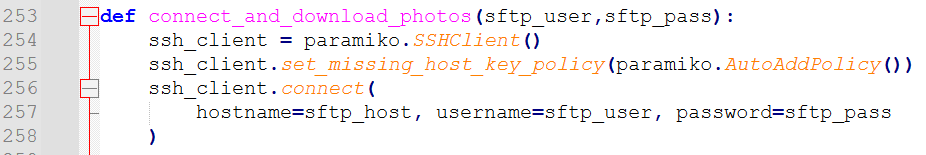 253 def connect_and_download_photos(sftp_user,sftp_pass):
254     ssh_client = paramiko.SSHClient()
255     ssh_client.set_missing_host_key_policy(paramiko.AutoAddPolicy())
256     ssh_client.connect(
257         hostname=sftp_host, username=sftp_user, password=sftp_pass
258     )